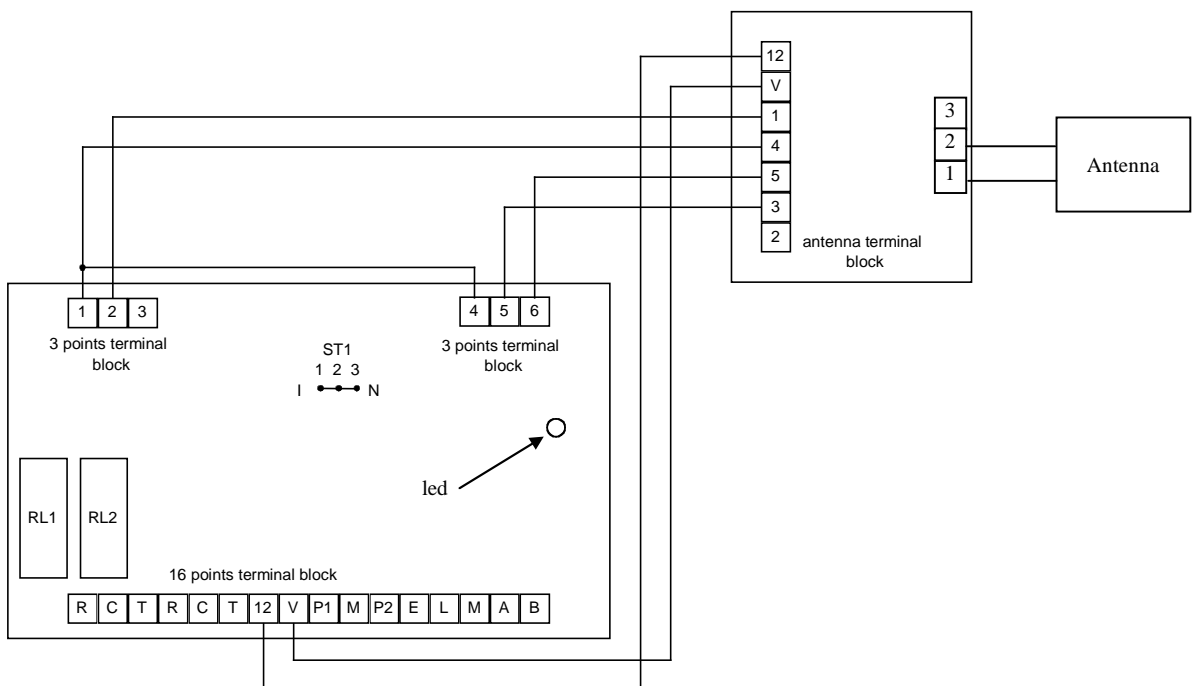 12
V
1
4
5
3
2
3
2
1
Antenna
antenna terminal
block
1 2 3
3 points terminal
block
4 5 6
3 points terminal
block
ST1
1 2 3
I N
led
RL1 RL2
16 points terminal block
R C T R C T 12 V P1 M P2 E L M A B